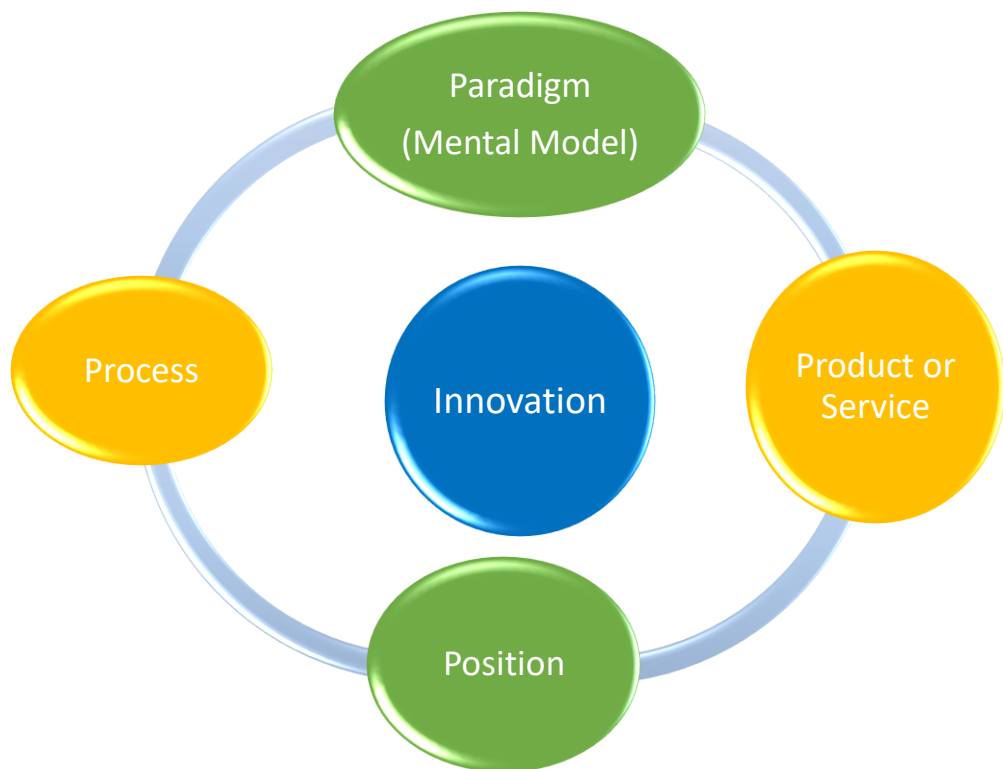 Paradigm
(Mental Model)
Process
Innovation
Product or
Service
Position